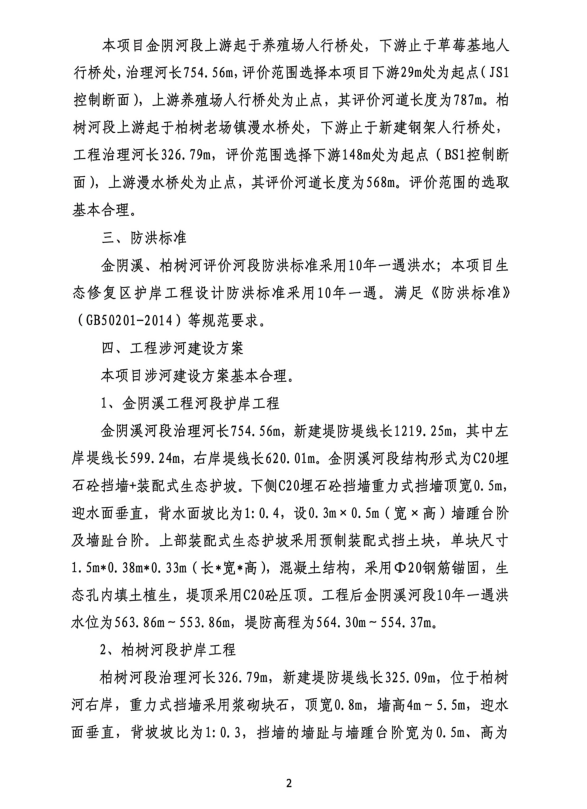 本项目金阴河段上游起于养殖场人行桥处，下游止于草莓基地人
行桥处，治理河长754.56m，评价范围选择本项目下游29m处为起点（JS1
控制断面），上游养殖场人行桥处为止点，其评价河道长度为787m。柏
树河段上游起于柏树老场镇漫水桥处，下游止于新建钢架人行桥处，
工程治理河长326.79m，评价范围选择下游148m处为起点（BS1控制断
面），上游漫水桥处为止点，其评价河道长度为568m。评价范围的选取
基本合理。
三、防洪标准
金阴溪、柏树河评价河段防洪标准采用10年一遇洪水；本项目生
态修复区护岸工程设计防洪标准采用10年一遇。满足《防洪标准》
（GB50201-2014）等规范要求。
四、工程涉河建设方案
本项目涉河建设方案基本合理。
1、金阴溪工程河段护岸工程
金阴溪河段治理河长754.56m，新建堤防堤线长1219.25m，其中左
岸堤线长599.24m，右岸堤线长620.01m。金阴溪河段结构形式为C20埋
石砼挡墙+装配式生态护坡。下侧C20埋石砼挡墙重力式挡墙顶宽0.5m，
迎水面垂直，背水面坡比为1:0.4，设0.3m×0.5m（宽×高）墙踵台阶
及墙趾台阶。上部装配式生态护坡采用预制装配式挡土块，单块尺寸
1.5m*0.38m*0.33m（长*宽*高），混凝土结构，采用Φ20钢筋锚固，生
态孔内填土植生，堤顶采用C20砼压顶。工程后金阴溪河段10年一遇洪
水位为563.86m～553.86m，堤防高程为564.30m～554.37m。
2、柏树河段护岸工程
柏树河段治理河长326.79m，新建堤防堤线长325.09m，位于柏树
河右岸，重力式挡墙采用浆砌块石，顶宽0.8m，墙高4m～5.5m，迎水
面垂直，背坡坡比为1:0.3，挡墙的墙趾与墙踵台阶宽为0.5m、高为
2